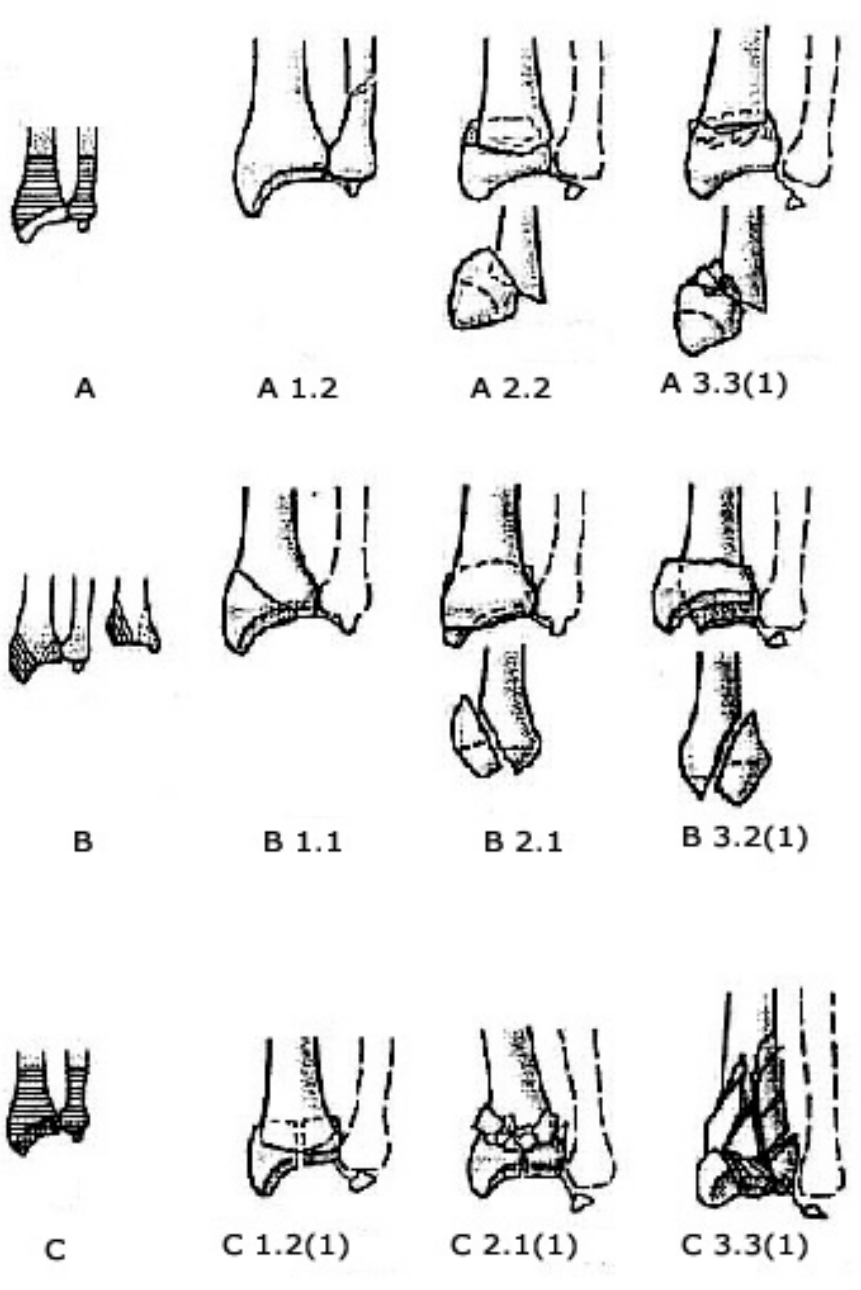 A A 1.2 A 2.2 A 3.3(1)
B B 1.1 B 2.1 B 3.2(1)
C C 1.2(1) C 2.1(1) C 3.3(1)